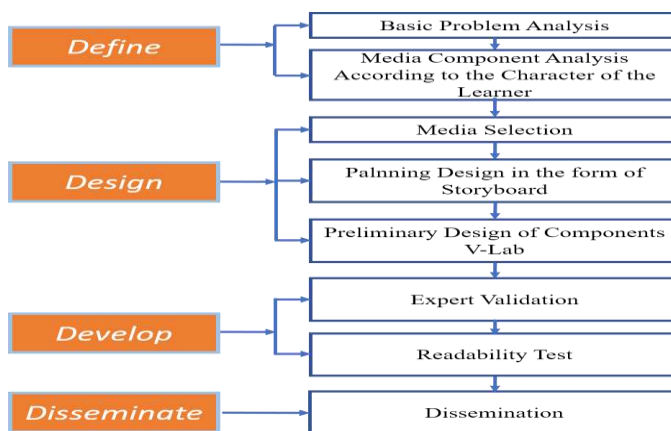 Define
Basic Problem Analysis
Media Component Analysis
According to the Character of the
Learner
Design
Media Selection
Palnning Design in the form of
Storyboard
Preliminary Design of Components
V-Lab
Develop
Expert Validation
Readability Test
Disseminate
Dissemination